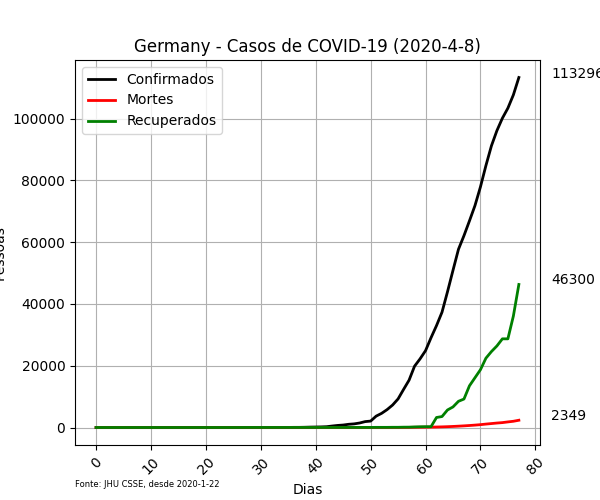 Germany - Casos de COVID-19 (2020-4-8)
Confirmados
Mortes
Recuperados
113296
100000
80000
60000
46300
40000
20000
2349
0
0 10 20 30 40 50 60 70 80
Fonte: JHU CSSE, desde 2020-1-22
Dias